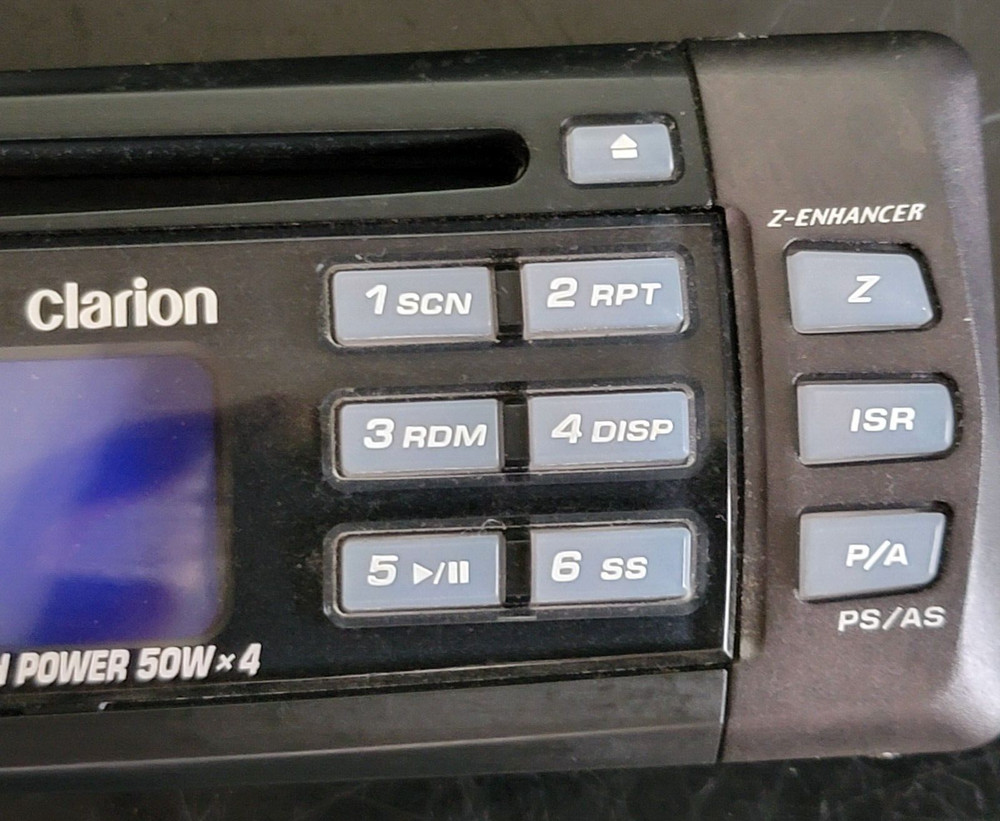 Z-ENHANCER
clarion
1 SCN
2 RPT
Z
3 RDM
4 DISP
ISR
5 ▶/II
6 SS
P/A
PS/AS
POWER 50W×4